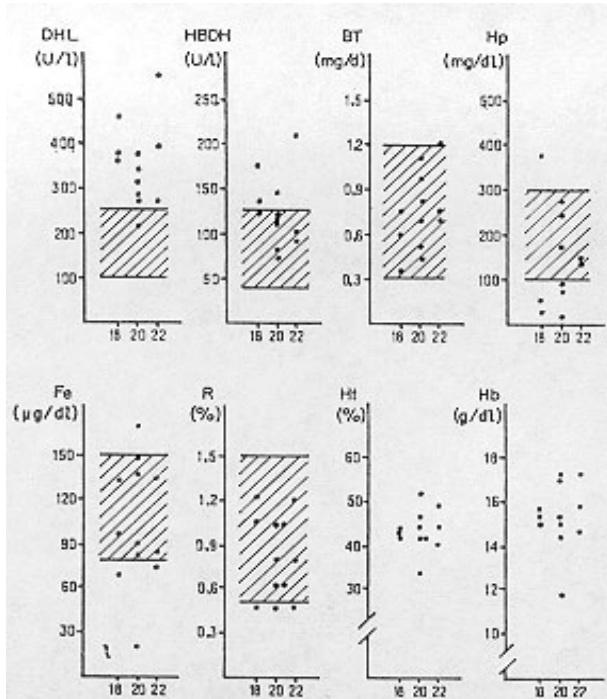 DHL HBDH BT Hp
(U/l) (U/l) (mg/d) (mg/dl)
500 250 1.5 500
400 200 1.2 400
300 150 0.9 300
200 100 0.6 200
100 50 0.3 100
18 20 22 18 20 22 18 20 22 18 20 22
Fe R Ht Hb
(µg/dl) (%) (%) (g/dl)
150 1.5 60 18
120 1.2 50 16
90 0.9 40 14
60 0.6 30 12
30 0.3 10
18 20 22 18 20 22 18 20 22 20